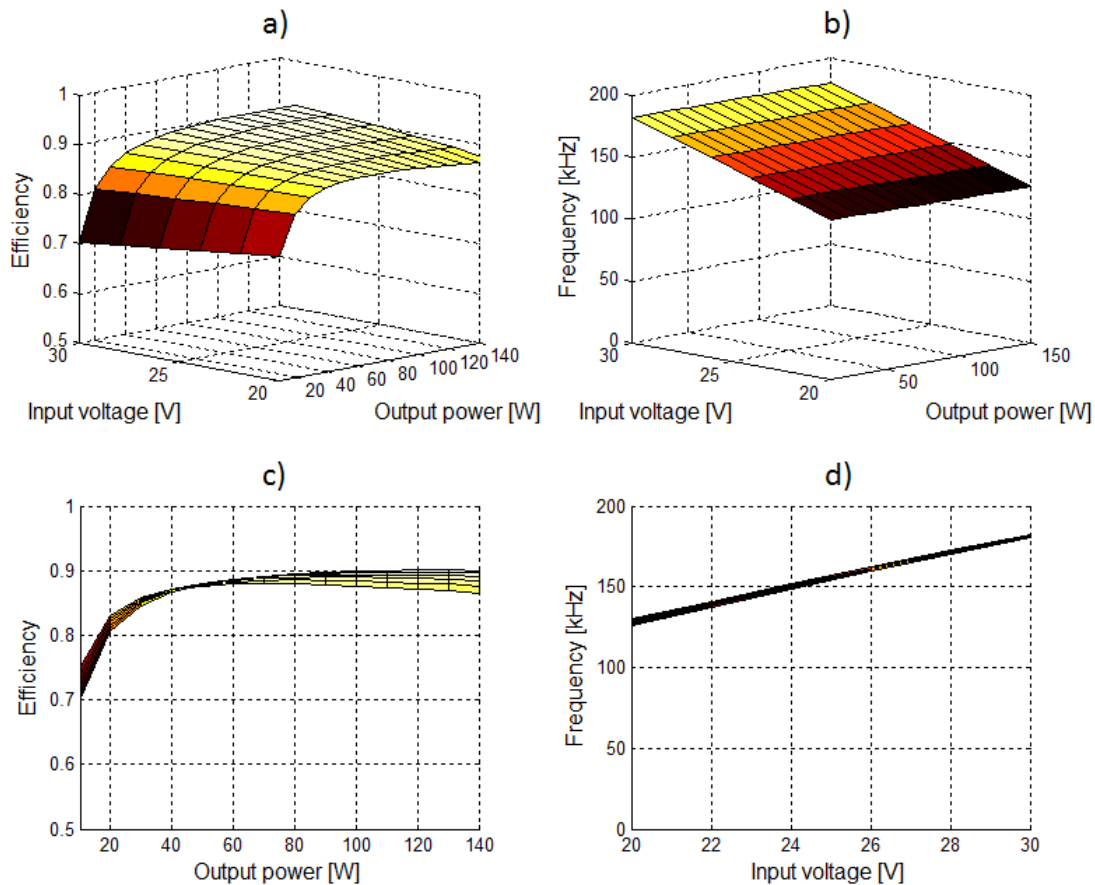 a)
1
0.9
0.8
0.7
0.6
0.5
Efficiency
30
25
20
Input voltage [V]
20 40 60 80 100 120 140
Output power [W]
b)
200
150
100
50
0
Frequency [kHz]
30
25
20
Input voltage [V]
50 100 150
Output power [W]
c)
1
0.9
0.8
0.7
0.6
0.5
Efficiency
20 40 60 80 100 120 140
Output power [W]
d)
200
150
100
50
0
Frequency [kHz]
20 22 24 26 28 30
Input voltage [V]